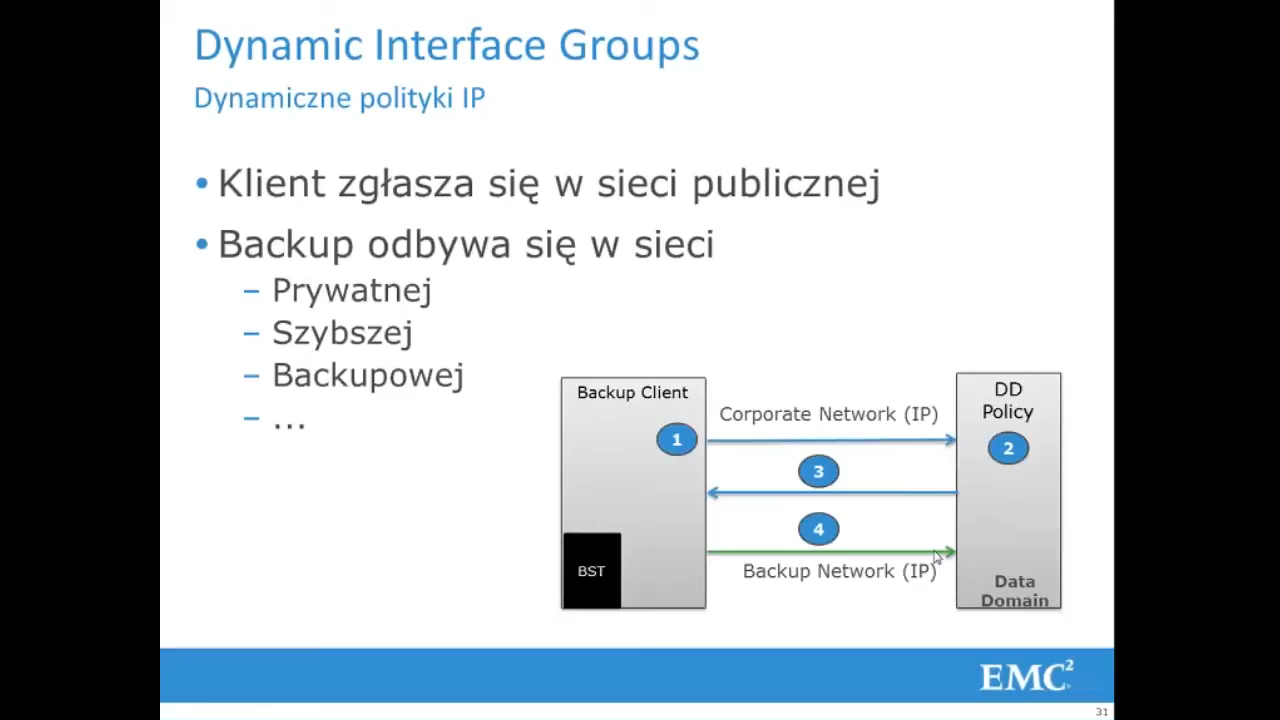 Dynamic Interface Groups
Dynamiczne polityki IP
• Klient zgłasza się w sieci publicznej
• Backup odbywa się w sieci
– Prywatnej
– Szybszej
– Backupowej
– ...
Backup Client
DD
Policy
Corporate Network (IP)
1
2
3
4
Backup Network (IP)
BST
Data
Domain
EMC²
31